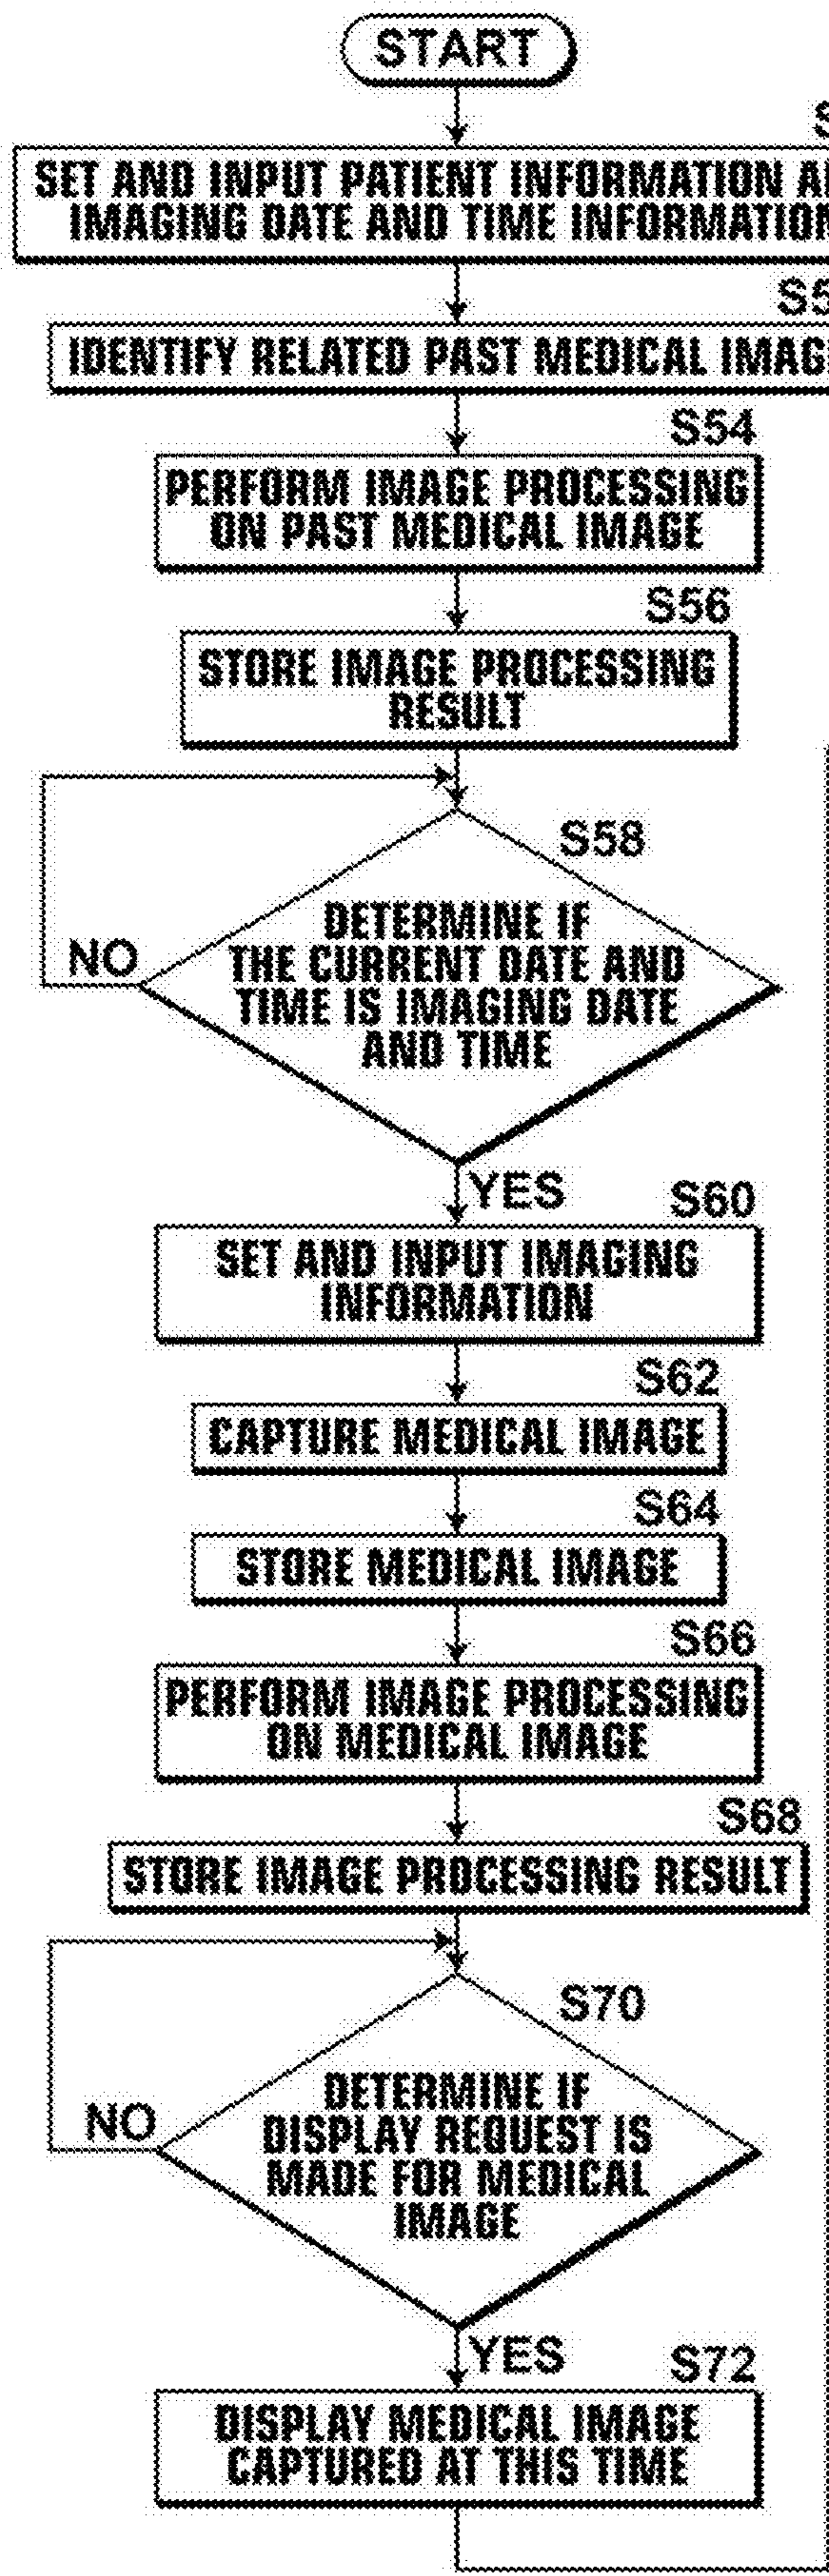 START
SET AND INPUT PATIENT INFORMATION
IMAGING DATE AND TIME INFORMATION
IDENTIFY RELATED PAST MEDICAL
S54
PERFORM IMAGE PROCESSING
ON PAST MEDICAL IMAGE
S56
STORE IMAGE PROCESSING
RESULT
S58
DETERMINE IF
THE CURRENT DATE AND
TIME IS IMAGING DATE
AND TIME
NO
YES
S60
SET AND INPUT IMAGING
INFORMATION
S62
CAPTURE MEDICAL IMAGE
S64
STORE MEDICAL IMAGE
S66
PERFORM IMAGE PROCESSING
ON MEDICAL IMAGE
S68
STORE IMAGE PROCESSING RESULT
S70
DETERMINE IF
DISPLAY REQUEST IS
MADE FOR MEDICAL
IMAGE
NO
YES
S72
DISPLAY MEDICAL IMAGE
CAPTURED AT THIS TIME